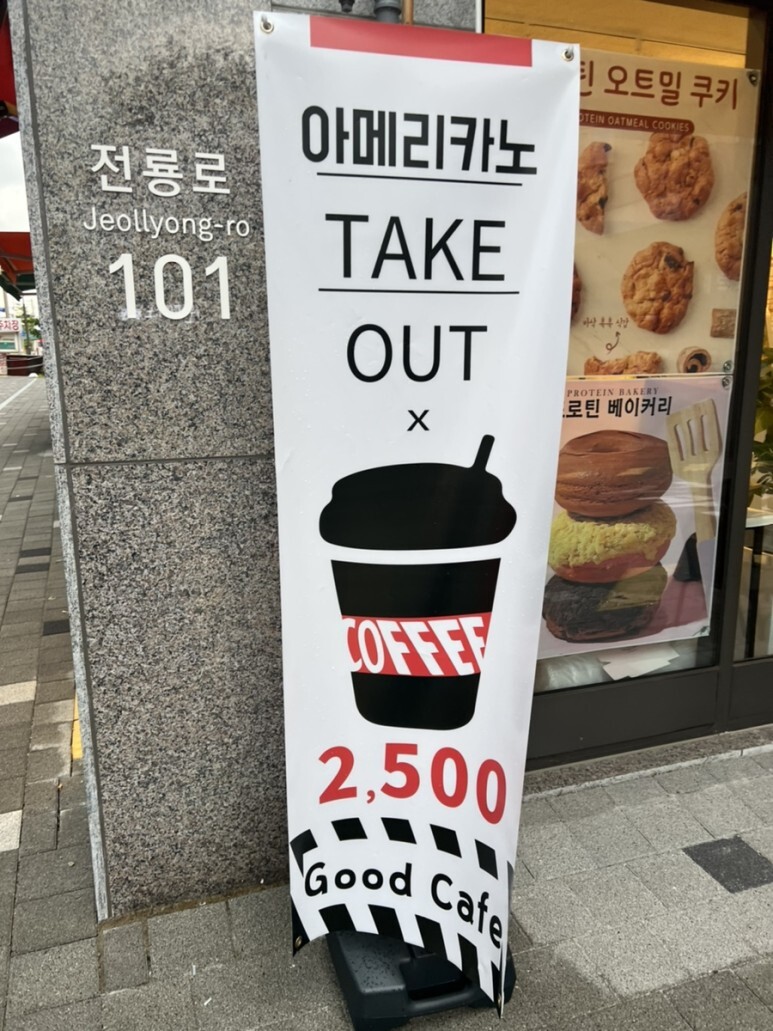 전룡로
Jeollyong-ro
101
아메리카노
TAKE
OUT
x
COFFEE
2,500
Good Cafe
틴 오트밀 쿠키
OTEIN OATMEAL COOKIES
PROTEIN BAKERY
로틴 베이커리